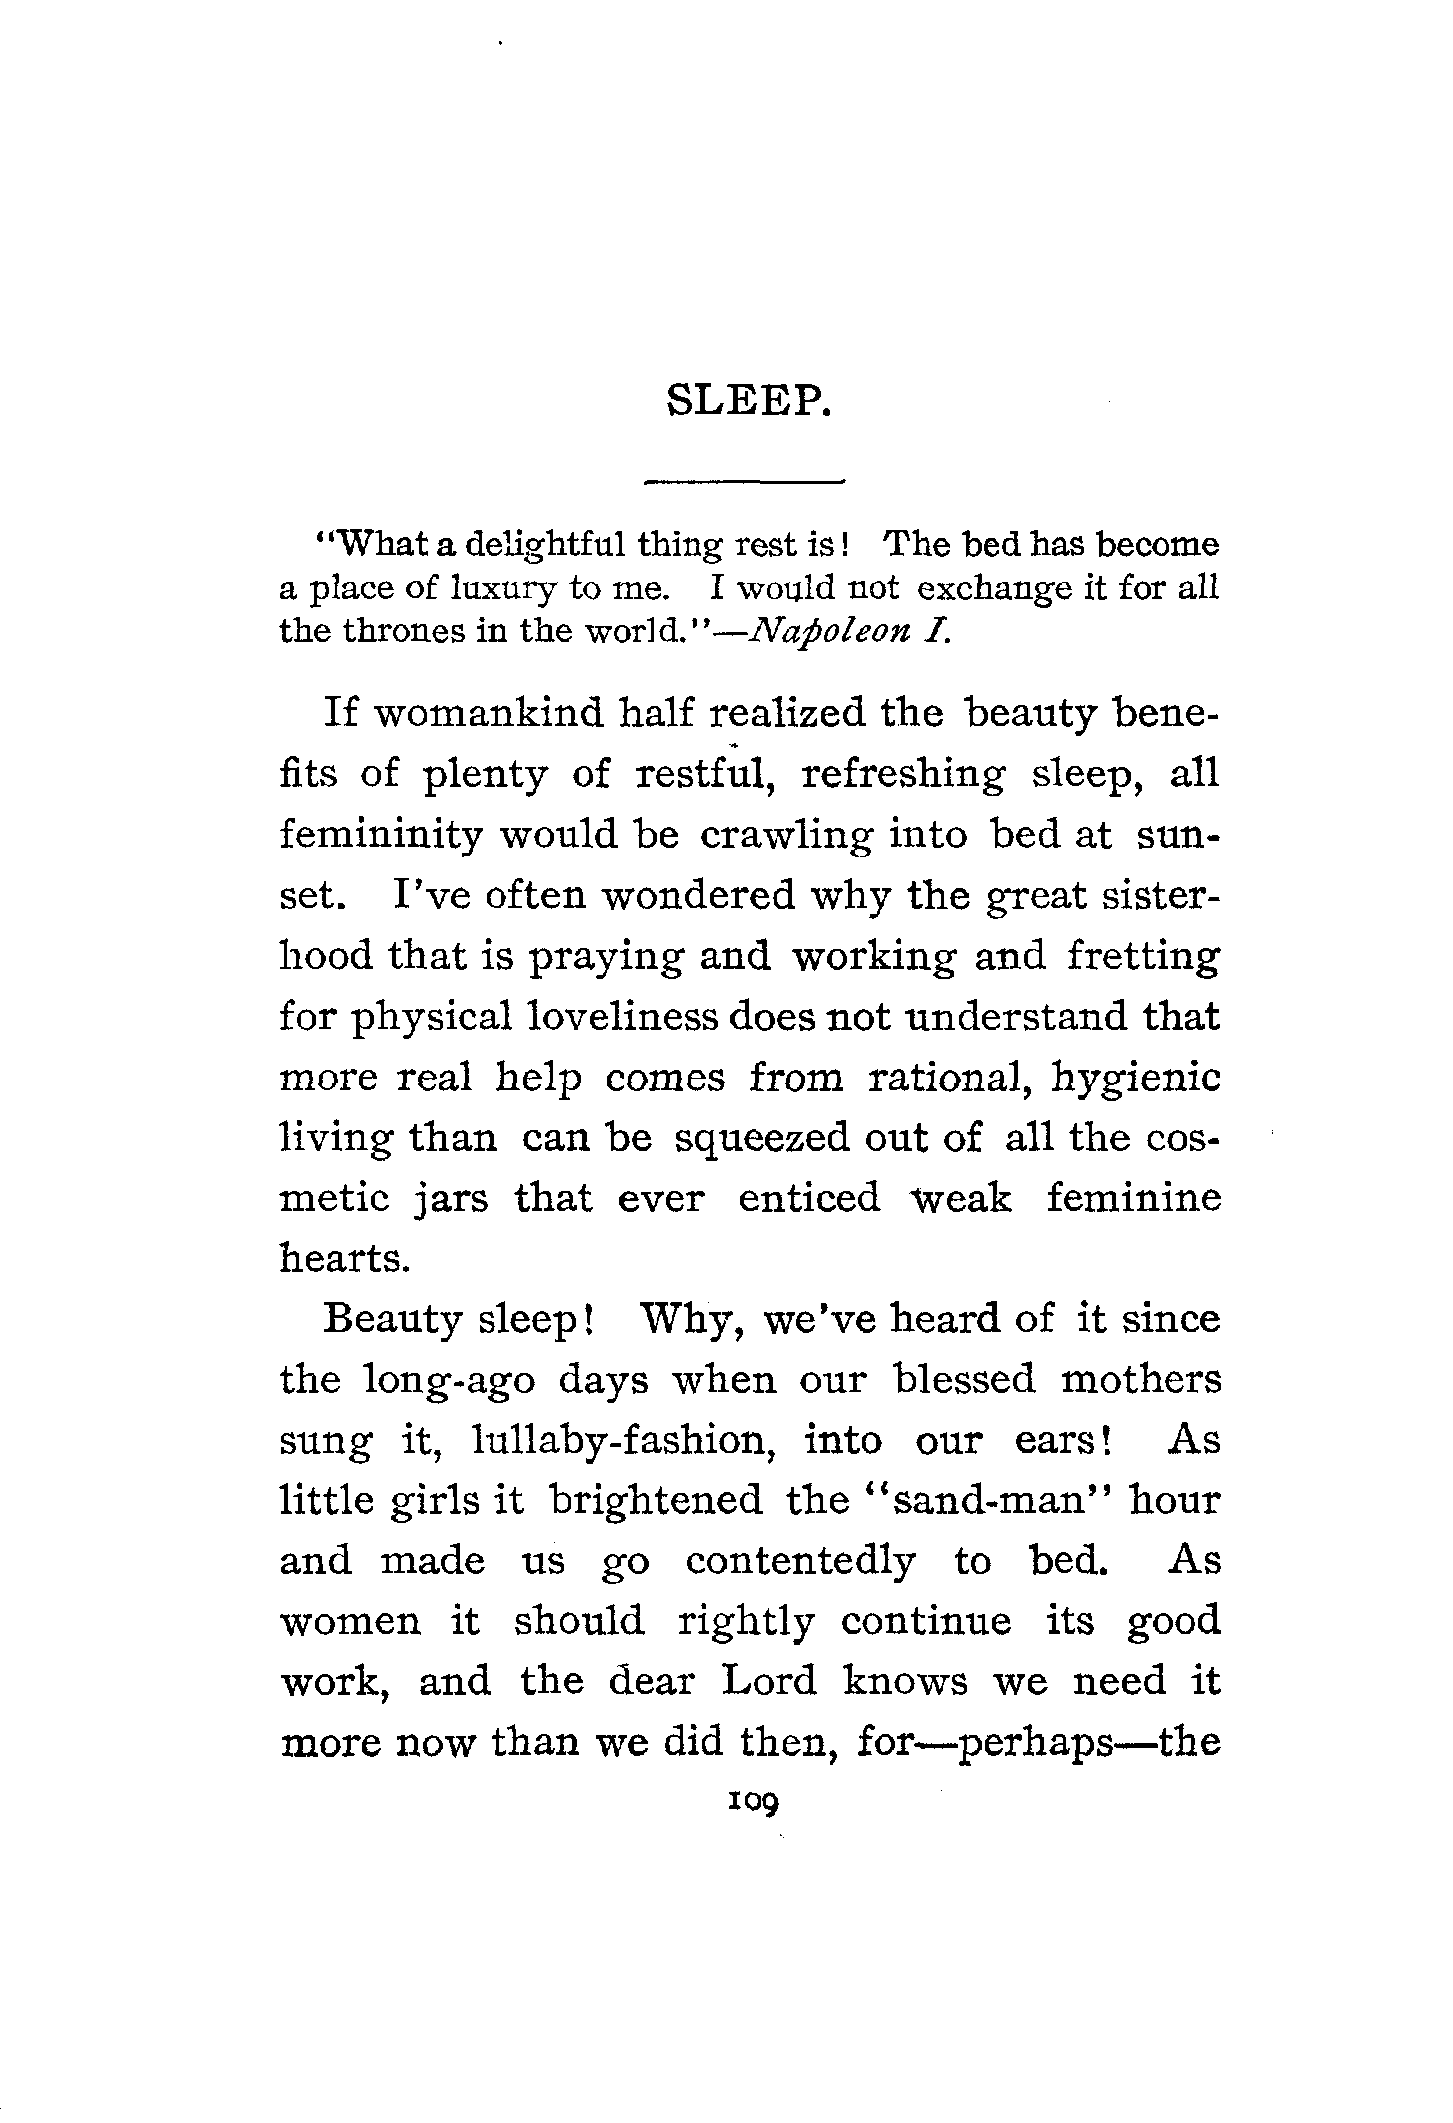 SLEEP.
"What a delightful thing rest is! The bed has become
a place of luxury to me. I would not exchange it for all
the thrones in the world."—Napoleon I.
If womankind half realized the beauty bene-
fits of plenty of restful, refreshing sleep, all
femininity would be crawling into bed at sun-
set. I've often wondered why the great sister-
hood that is praying and working and fretting
for physical loveliness does not understand that
more real help comes from rational, hygienic
living than can be squeezed out of all the cos-
metic jars that ever enticed weak feminine
hearts.
Beauty sleep! Why, we've heard of it since
the long-ago days when our blessed mothers
sung it, lullaby-fashion, into our ears! As
little girls it brightened the "sand-man" hour
and made us go contentedly to bed. As
women it should rightly continue its good
work, and the dear Lord knows we need it
more now than we did then, for—perhaps—the
109